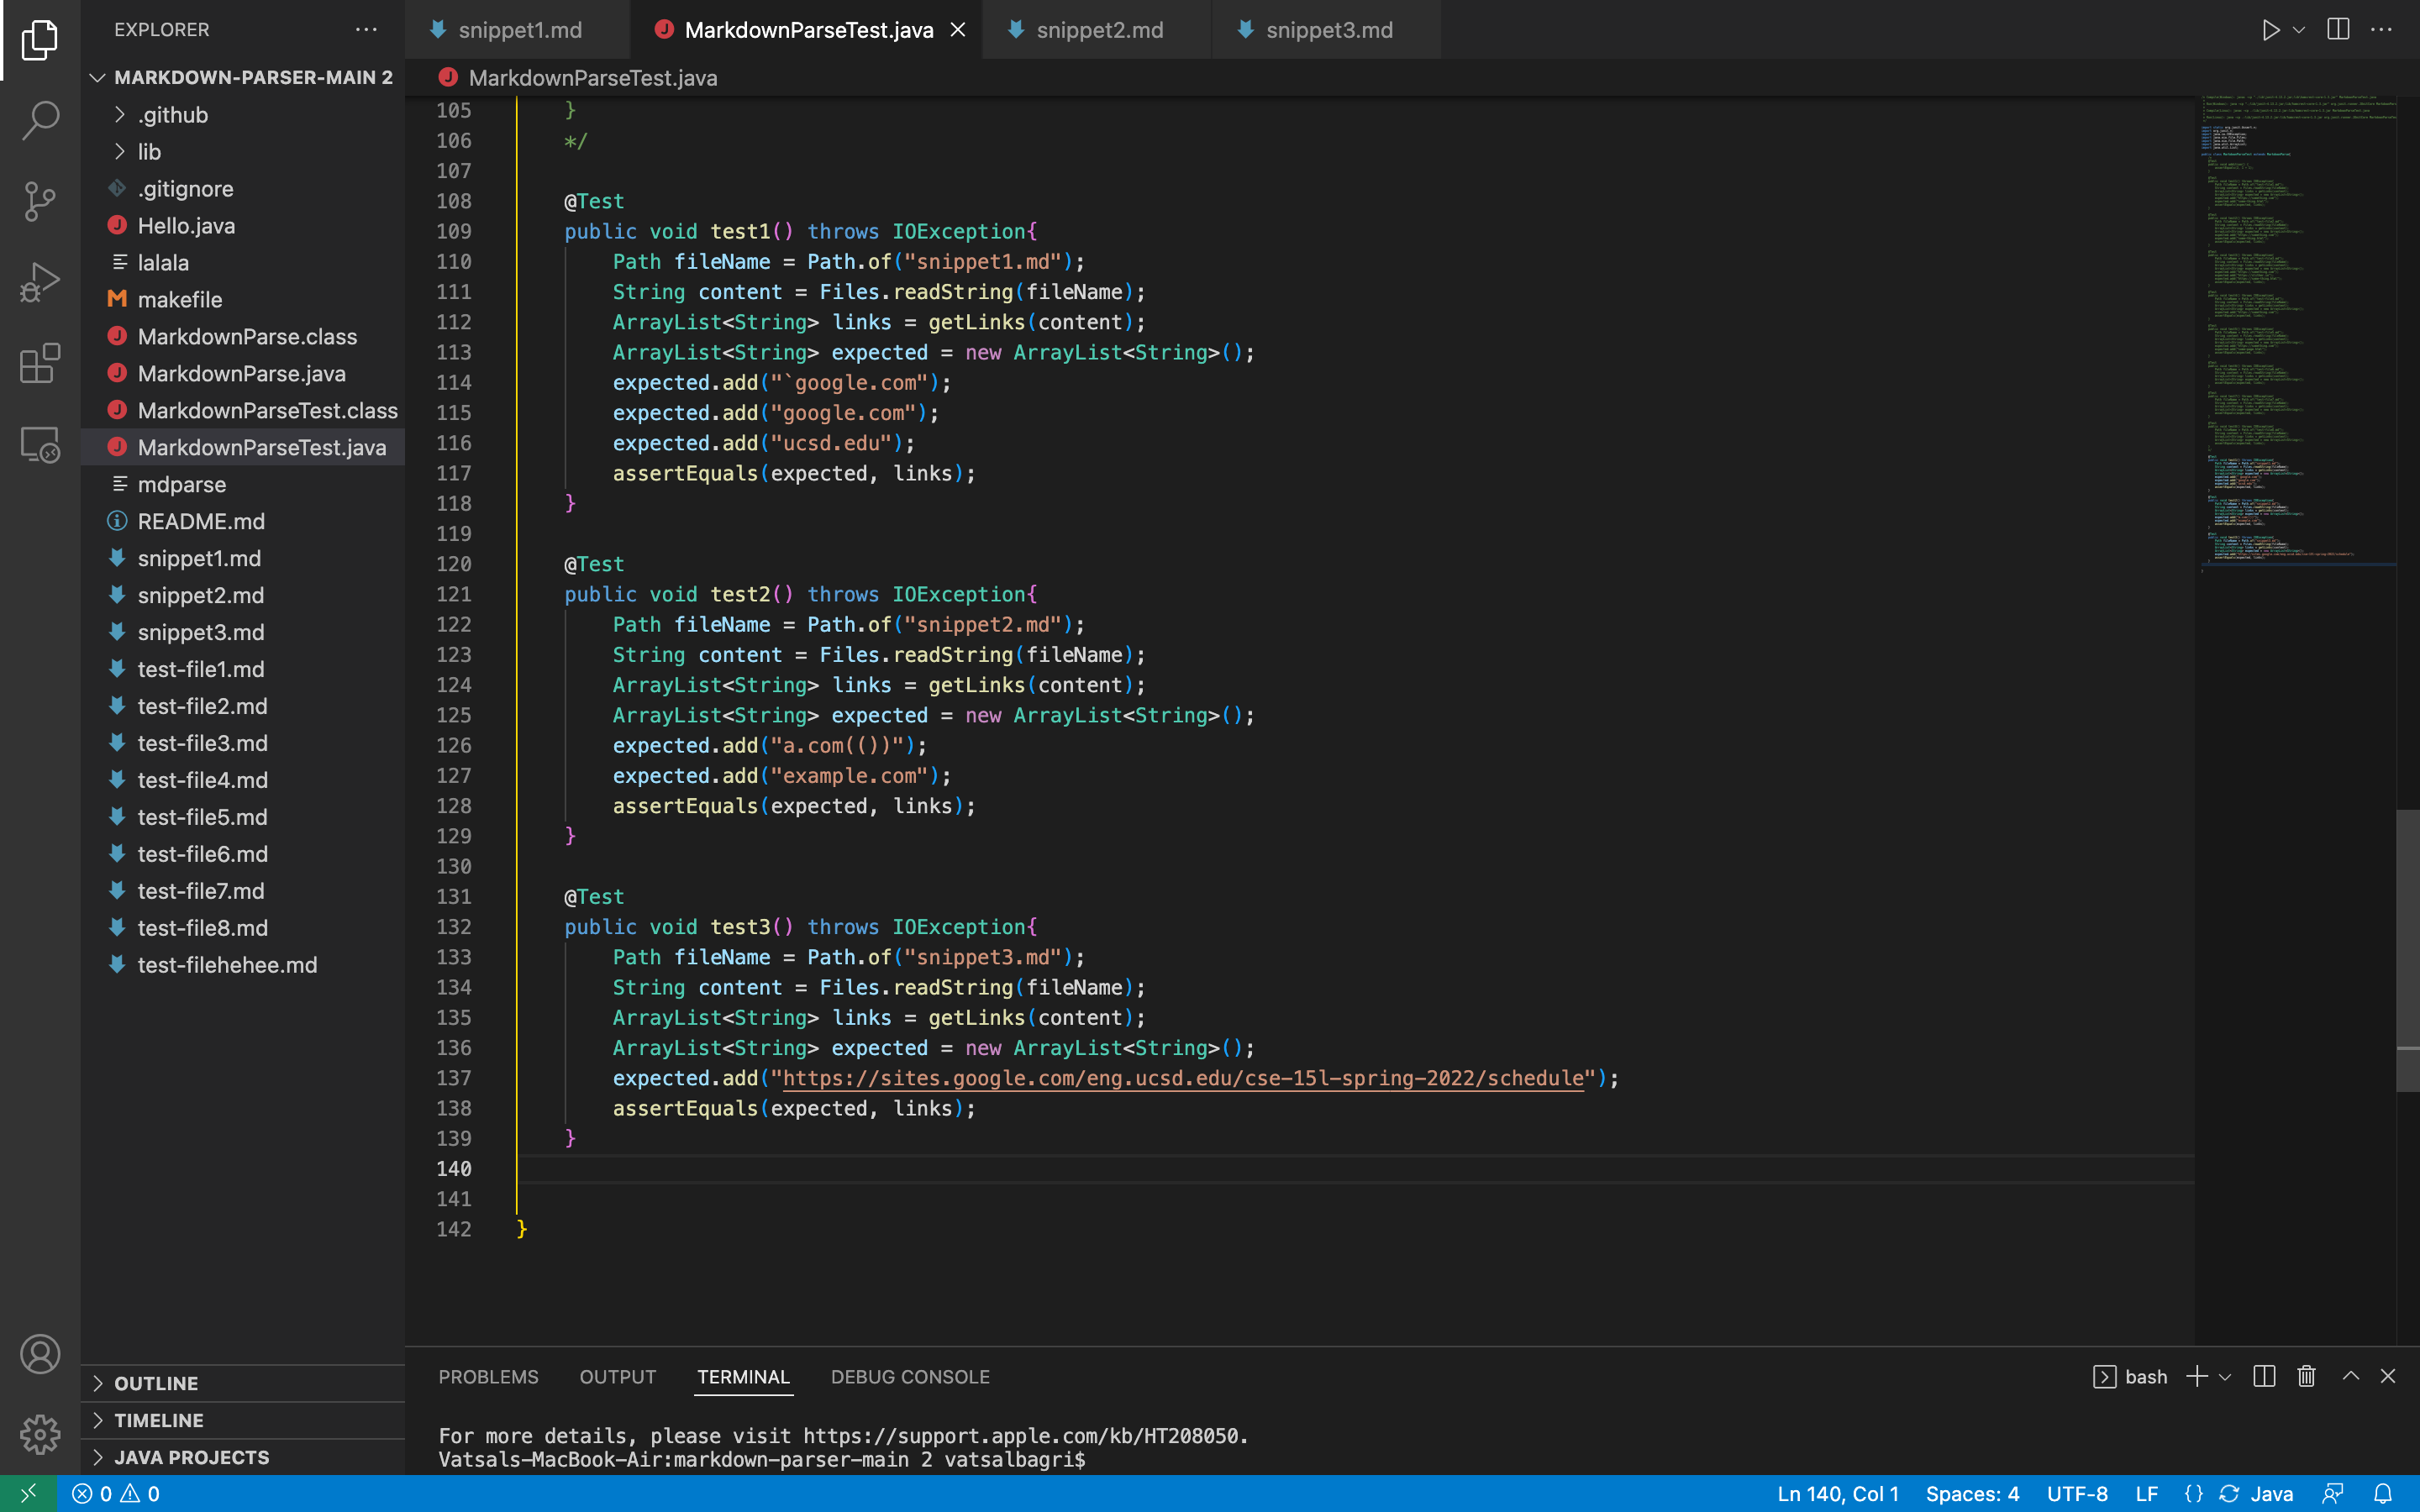 EXPLORER
MARKDOWN-PARSER-MAIN 2
.github
lib
.gitignore
Hello.java
lalala
makefile
MarkdownParse.class
MarkdownParse.java
MarkdownParseTest.class
MarkdownParseTest.java
mdparse
README.md
snippet1.md
snippet2.md
snippet3.md
test-file1.md
test-file2.md
test-file3.md
test-file4.md
test-file5.md
test-file6.md
test-file7.md
test-file8.md
test-filehehee.md
OUTLINE
TIMELINE
JAVA PROJECTS
snippet1.md
MarkdownParseTest.java
snippet2.md
snippet3.md
MarkdownParseTest.java
105 }
106 */
107
108 @Test
109 public void test1() throws IOException{
110 Path fileName = Path.of("snippet1.md");
111 String content = Files.readString(fileName);
112 ArrayList<String> links = getLinks(content);
113 ArrayList<String> expected = new ArrayList<String>();
114 expected.add("`google.com");
115 expected.add("google.com");
116 expected.add("ucsd.edu");
117 assertEquals(expected, links);
118 }
119
120 @Test
121 public void test2() throws IOException{
122 Path fileName = Path.of("snippet2.md");
123 String content = Files.readString(fileName);
124 ArrayList<String> links = getLinks(content);
125 ArrayList<String> expected = new ArrayList<String>();
126 expected.add("a.com(())");
127 expected.add("example.com");
128 assertEquals(expected, links);
129 }
130
131 @Test
132 public void test3() throws IOException{
133 Path fileName = Path.of("snippet3.md");
134 String content = Files.readString(fileName);
135 ArrayList<String> links = getLinks(content);
136 ArrayList<String> expected = new ArrayList<String>();
137 expected.add("https://sites.google.com/eng.ucsd.edu/cse-15l-spring-2022/schedule");
138 assertEquals(expected, links);
139 }
140
141
142 }
PROBLEMS OUTPUT TERMINAL DEBUG CONSOLE
bash
For more details, please visit https://support.apple.com/kb/HT208050.
Vatsals-MacBook-Air:markdown-parser-main 2 vatsalbagri$
0 0
Ln 140, Col 1 Spaces: 4 UTF-8 LF {} Java